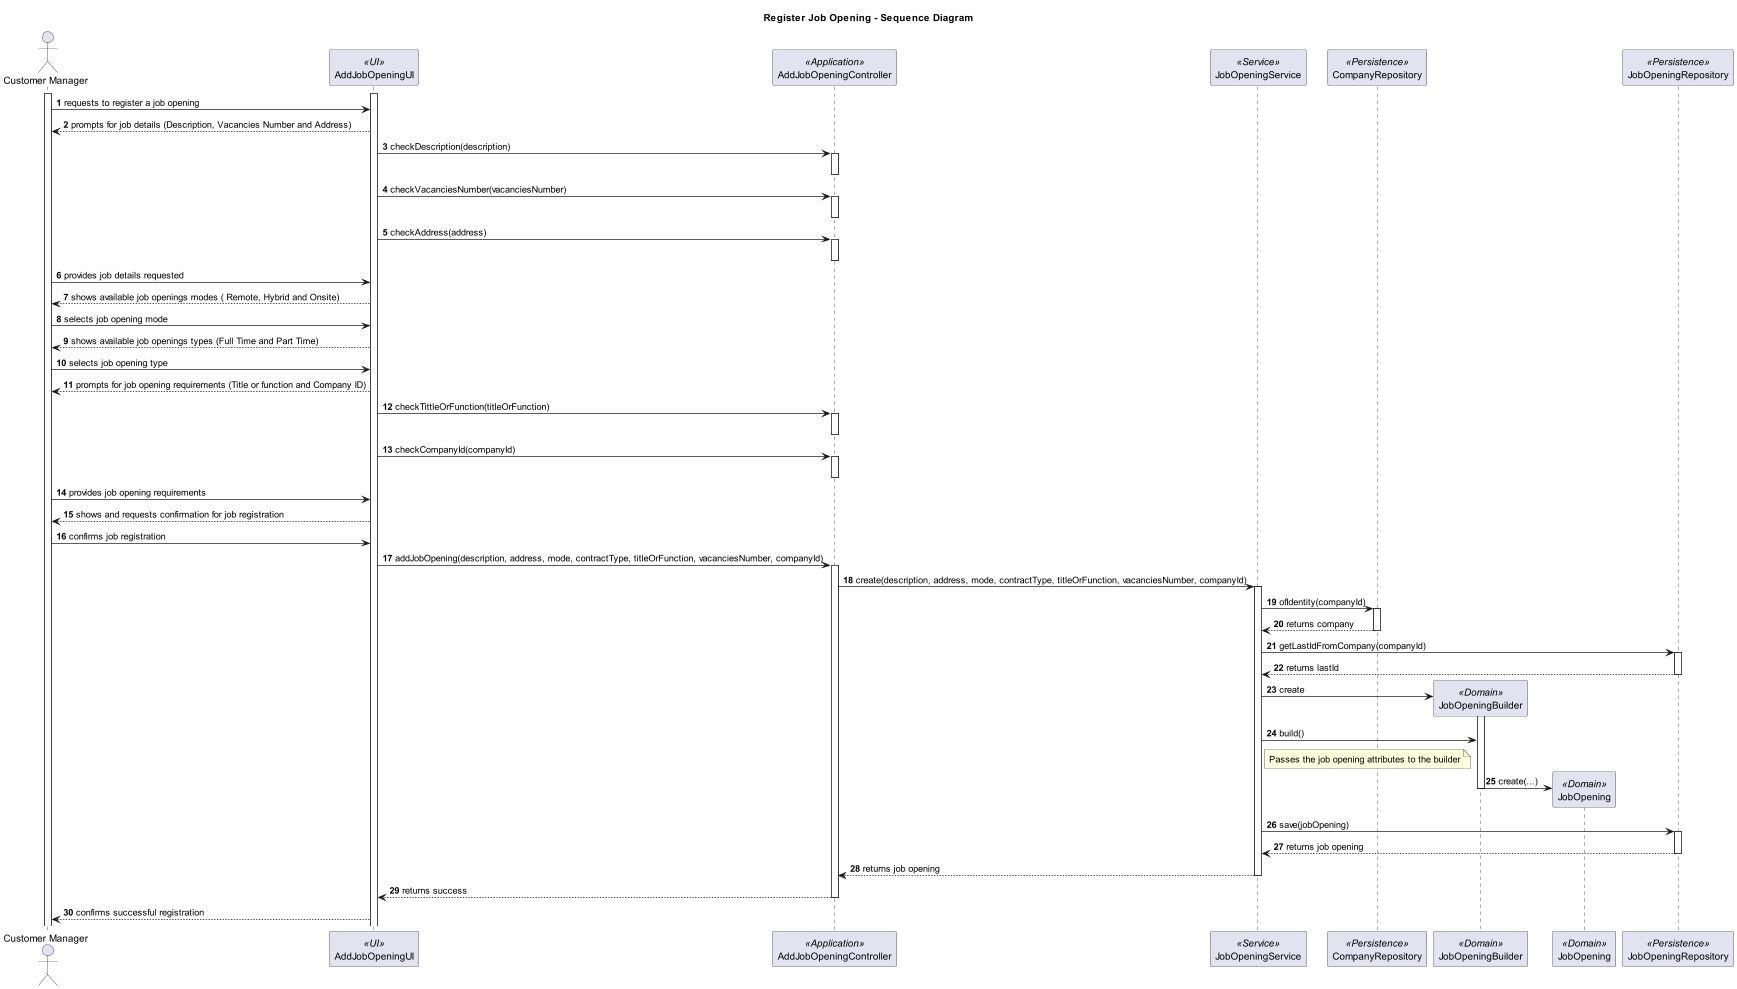 Register Job Opening - Sequence Diagram
Customer Manager
«UI»
AddJobOpeningUI
«Application»
AddJobOpeningController
«Service»
JobOpeningService
«Persistence»
CompanyRepository
«Persistence»
JobOpeningRepository
1 requests to register a job opening
2 prompts for job details (Description, Vacancies Number and Address)
3 checkDescription(description)
4 checkVacanciesNumber(vacanciesNumber)
5 checkAddress(address)
6 provides job details requested
7 shows available job openings modes ( Remote, Hybrid and Onsite)
8 selects job opening mode
9 shows available job openings types (Full Time and Part Time)
10 selects job opening type
11 prompts for job opening requirements (Title or function and Company ID)
12 checkTittleOrFunction(titleOrFunction)
13 checkCompanyId(companyId)
14 provides job opening requirements
15 shows and requests confirmation for job registration
16 confirms job registration
17 addJobOpening(description, address, mode, contractType, titleOrFunction, vacanciesNumber, companyId)
18 create(description, address, mode, contractType, titleOrFunction, vacanciesNumber, companyId)
19 ofIdentity(companyId)
20 returns company
21 getLastIdFromCompany(companyId)
22 returns lastId
23 create
«Domain»
JobOpeningBuilder
24 build()
Passes the job opening attributes to the builder
25 create(...)
«Domain»
JobOpening
26 save(jobOpening)
27 returns job opening
28 returns job opening
29 returns success
30 confirms successful registration
Customer Manager
«UI»
AddJobOpeningUI
«Application»
AddJobOpeningController
«Service»
JobOpeningService
«Persistence»
CompanyRepository
«Domain»
JobOpeningBuilder
«Domain»
JobOpening
«Persistence»
JobOpeningRepository